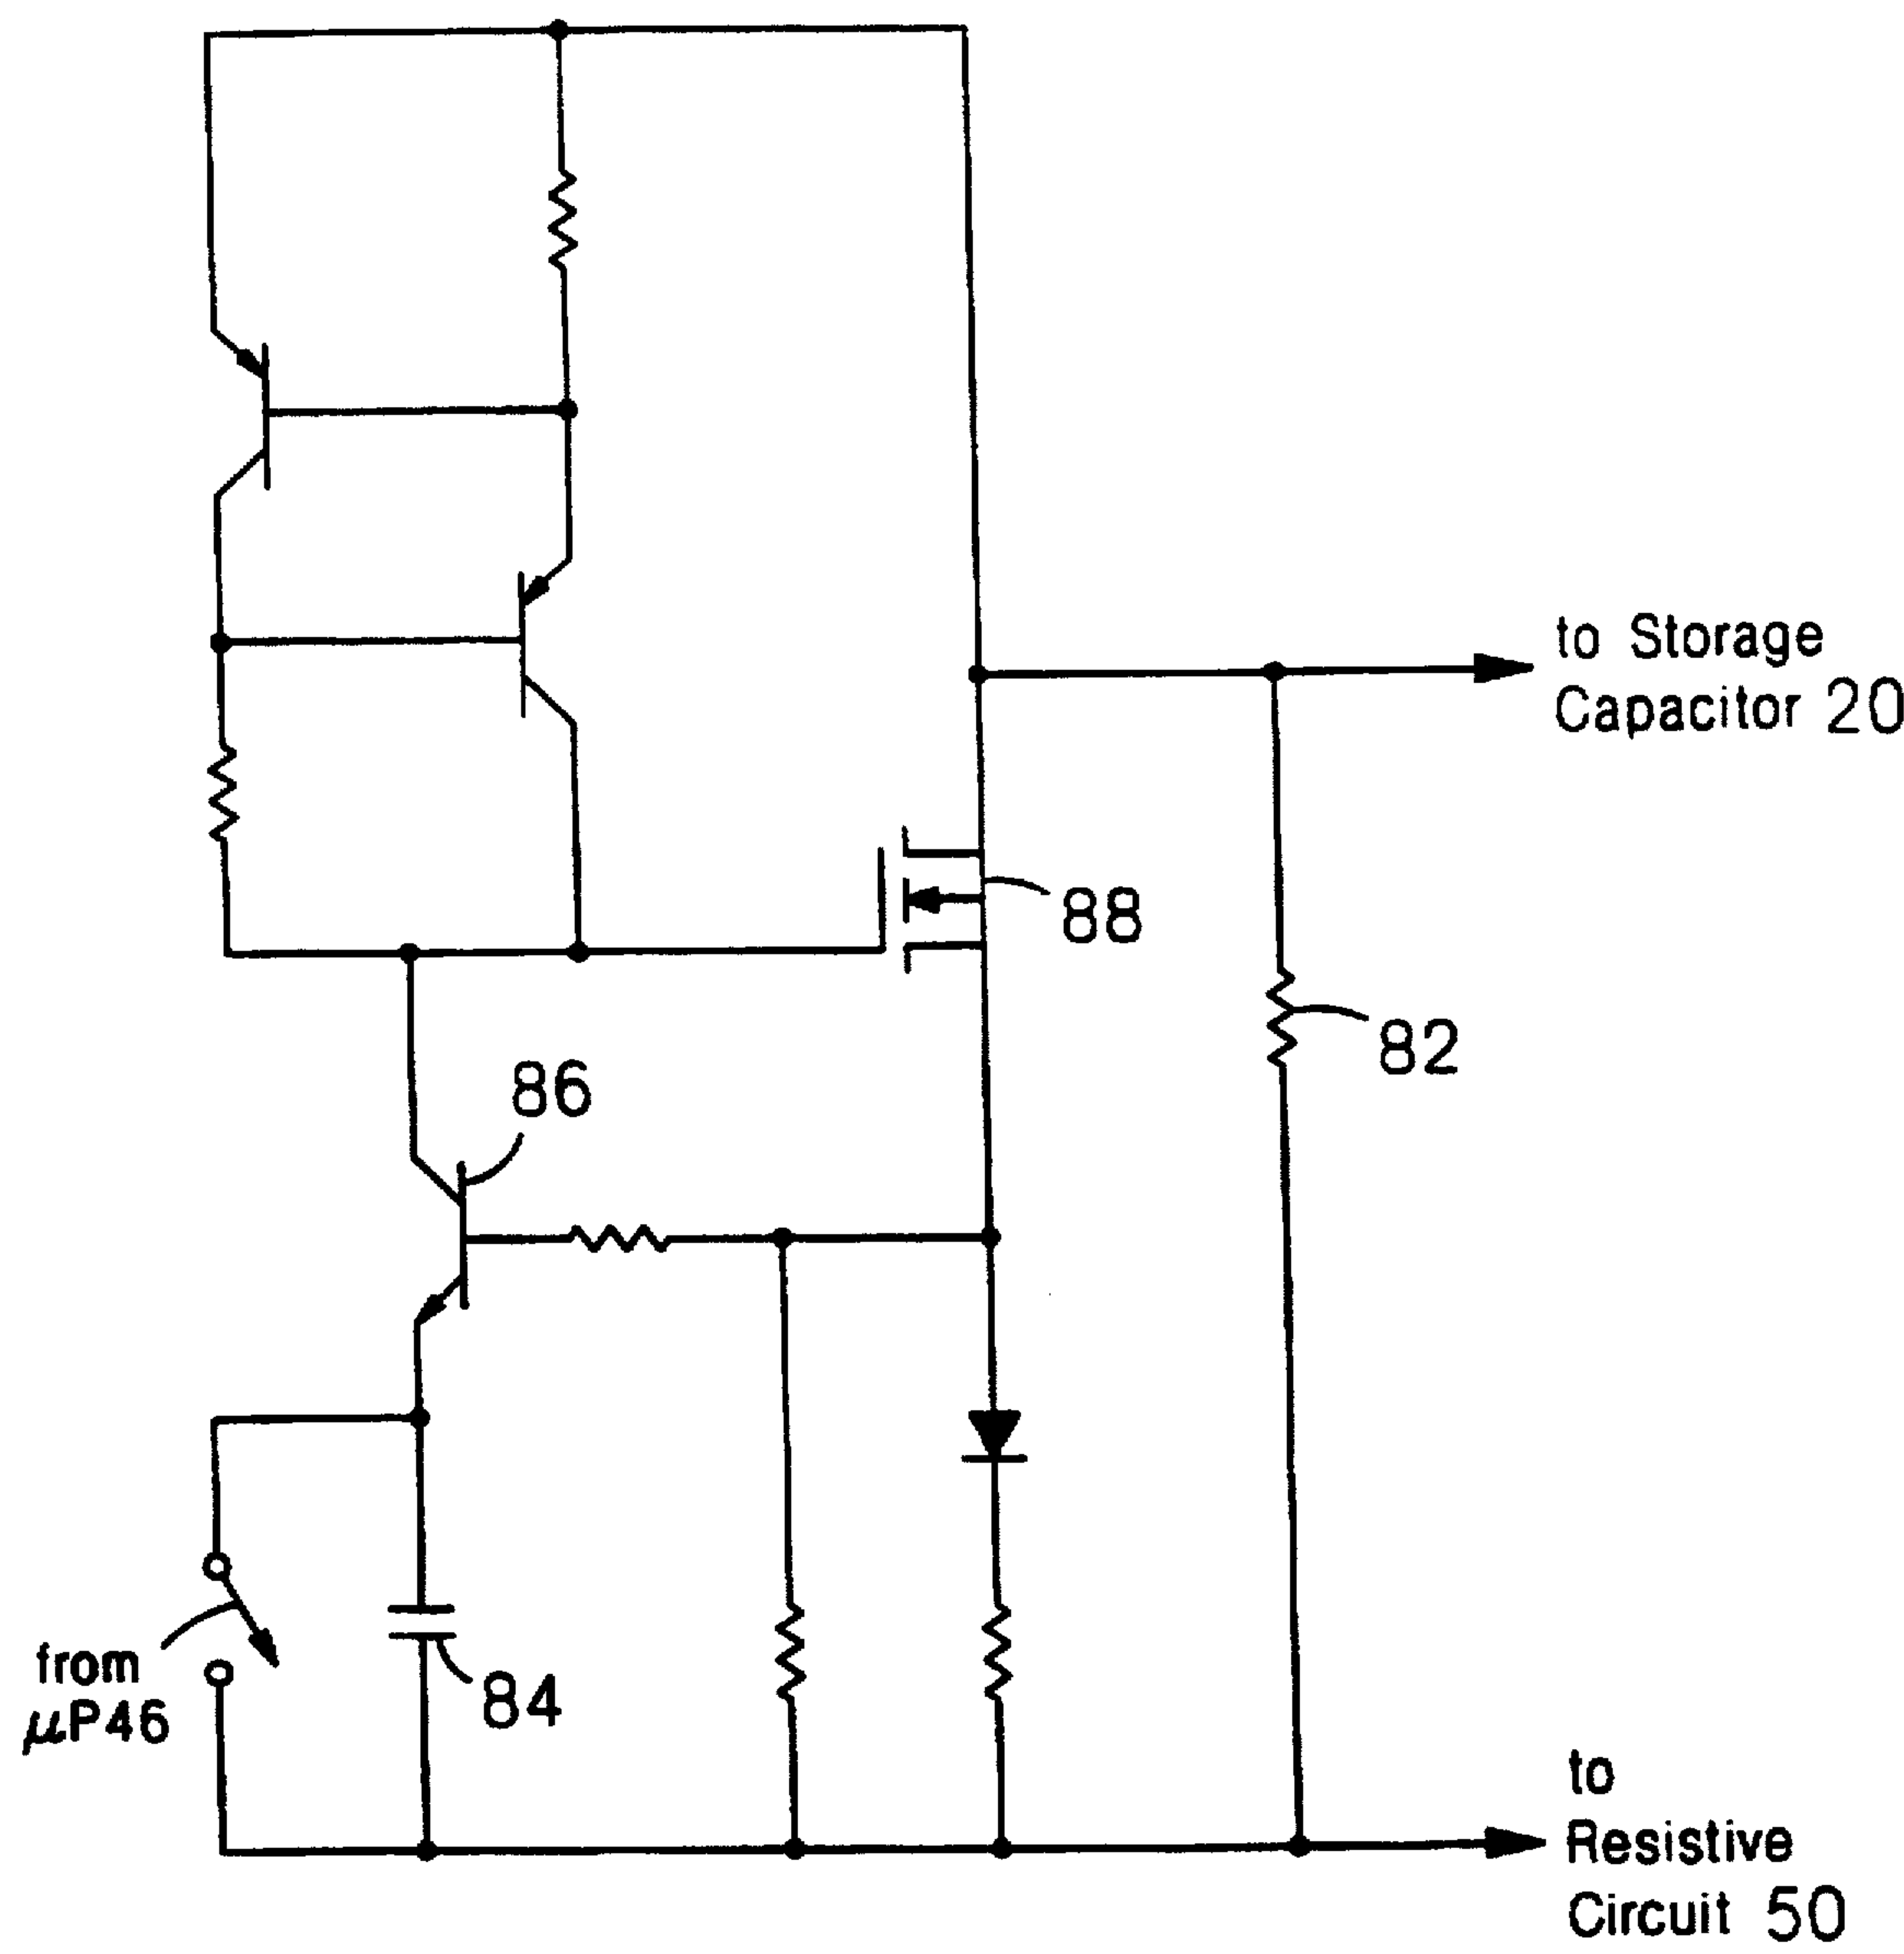 to Storage
Capacitor 20
88
82
86
from
μP46
84
to
Resistive
Circuit 50